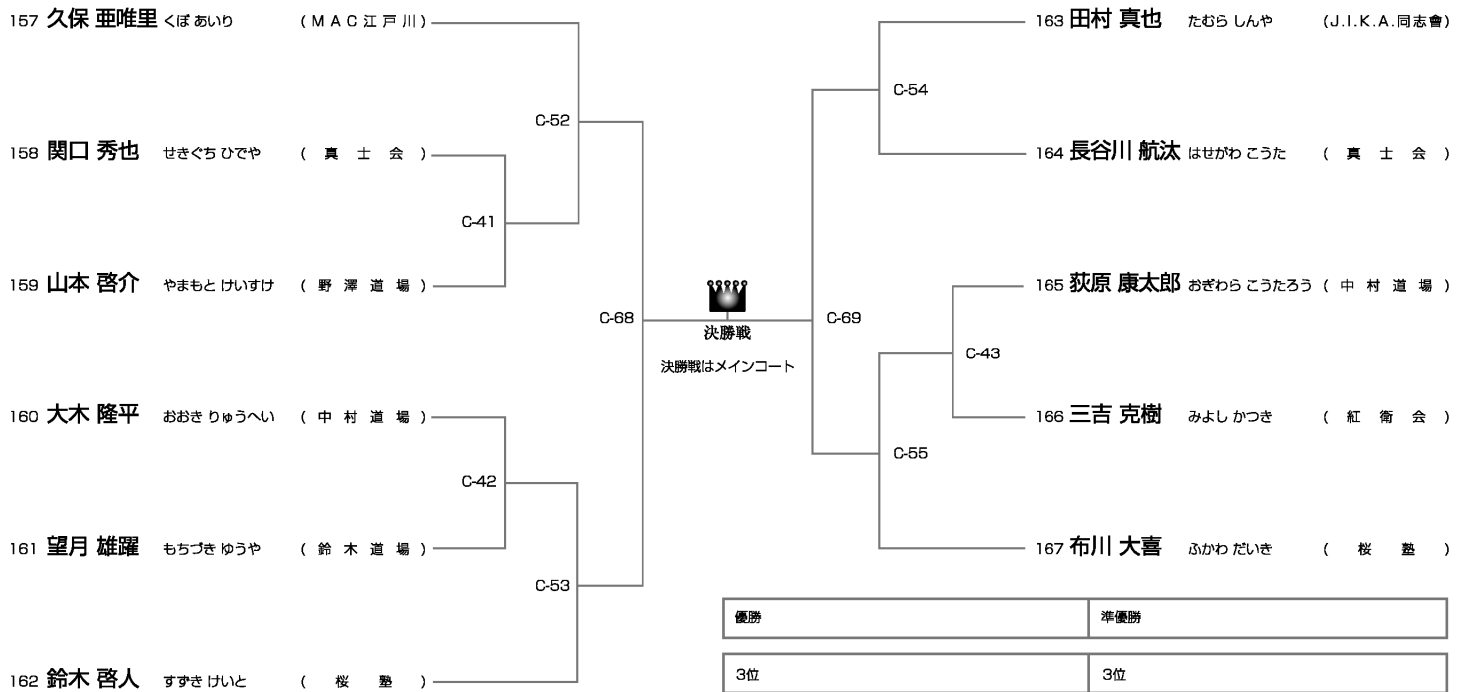 157 久保 亜唯里 くぼ あいり (MAC江戸川)
C-52
158 関口 秀也 せきぐち ひでや (真士会)
C-41
159 山本 啓介 やまもと けいすけ (野澤道場)
C-68
160 大木 隆平 おおき りゅうへい (中村道場)
C-42
161 望月 雄躍 もちづき ゆうや (鈴木道場)
C-53
162 鈴木 啓人 すずき けいと (桜塾)
決勝戦
決勝戦はメインコート
163 田村 真也 たむら しんや (J.I.K.A.同志會)
C-54
164 長谷川 航汰 はせがわ こうた (真士会)
C-69
165 荻原 康太郎 おぎわら こうたろう (中村道場)
C-43
166 三吉 克樹 みよし かつき (紅衛会)
C-55
167 布川 大喜 ふかわ だいき (桜塾)
優勝 準優勝
3位 3位